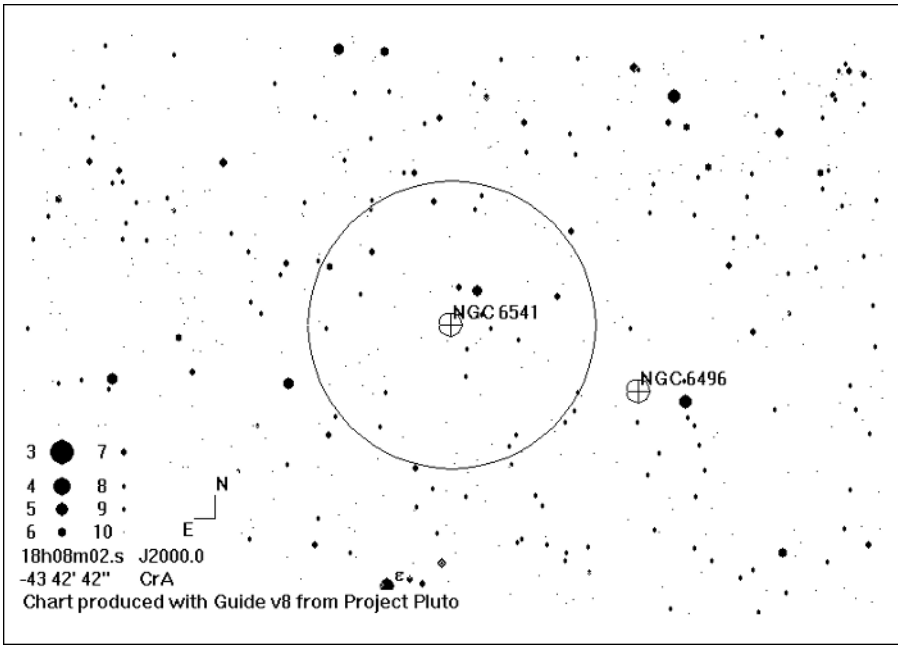 NGC 6541
NGC 6496
3 7
4 8
5 9
6 10
N
E
ε
18h08m02.s J2000.0
-43 42' 42" CrA
Chart produced with Guide v8 from Project Pluto